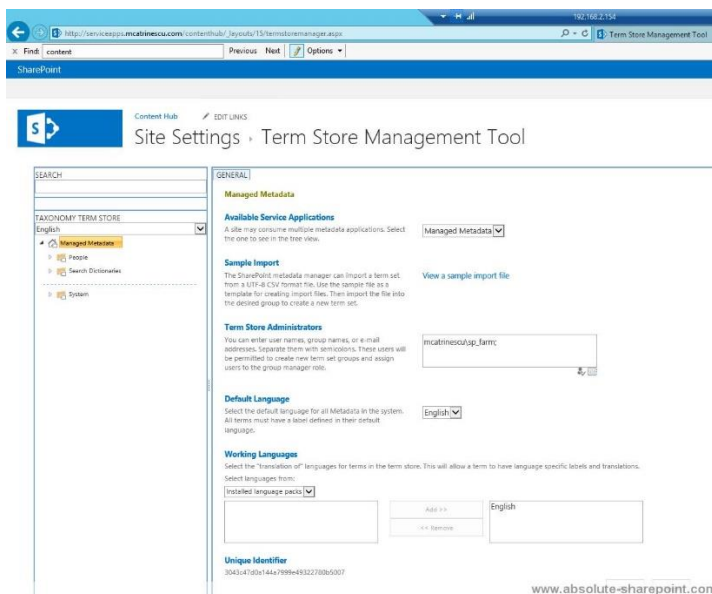 192.168.2.154
http://serviceapps.mcatrinescu.com/contenthub/_layouts/15/termstoremanager.aspx
Term Store Management Tool
x Find: content
Previous Next Options
SharePoint
Content Hub
EDIT LINKS
Site Settings › Term Store Management Tool
SEARCH
TAXONOMY TERM STORE
English
Managed Metadata
People
Search Dictionaries
System
GENERAL
Managed Metadata
Available Service Applications
A site may consume multiple metadata applications. Select
the one to see in the tree view.
Managed Metadata
Sample Import
The SharePoint metadata manager can import a term set
from a UTF-8 CSV format file. Use the sample file as a
template for creating import files. Then import the file into
the desired group to create a new term set.
View a sample import file
Term Store Administrators
You can enter user names, group names, or e-mail
addresses. Separate them with semicolons. These users will
be permitted to create new term set groups and assign
users to the group manager role.
mcatrinescu\sp_farm;
Default Language
Select the default language for all Metadata in the system.
All terms must have a label defined in their default
language.
English
Working Languages
Select the "translation of" languages for terms in the term store. This will allow a term to have language specific labels and translations.
Select languages from:
Installed language packs
Add >>
<< Remove
English
Unique Identifier
www.absolute-sharepoint.com